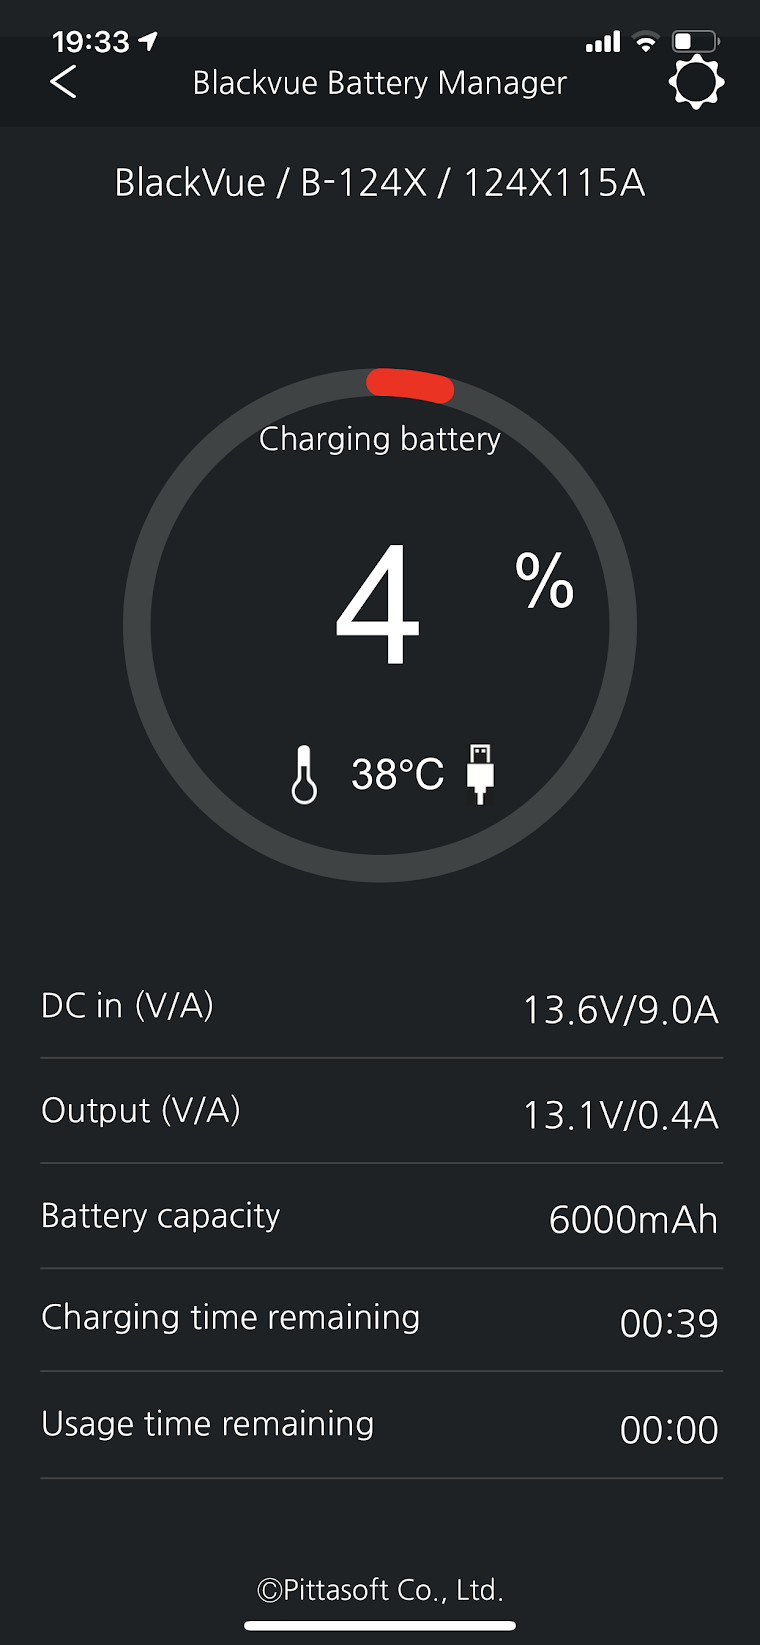 19:33
Blackvue Battery Manager
BlackVue / B-124X / 124X115A
Charging battery
4 %
38°C
DC in (V/A) 13.6V/9.0A
Output (V/A) 13.1V/0.4A
Battery capacity 6000mAh
Charging time remaining 00:39
Usage time remaining 00:00
©Pittasoft Co., Ltd.